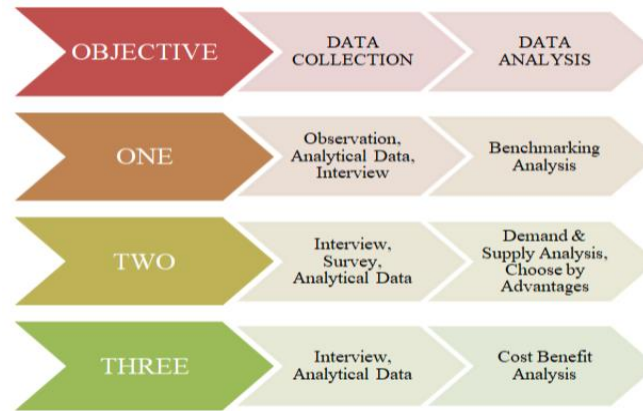 OBJECTIVE
DATA
COLLECTION
DATA
ANALYSIS
ONE
Observation,
Analytical Data,
Interview
Benchmarking
Analysis
TWO
Interview,
Survey,
Analytical Data
Demand &
Supply Analysis,
Choose by
Advantages
THREE
Interview,
Analytical Data
Cost Benefit
Analysis